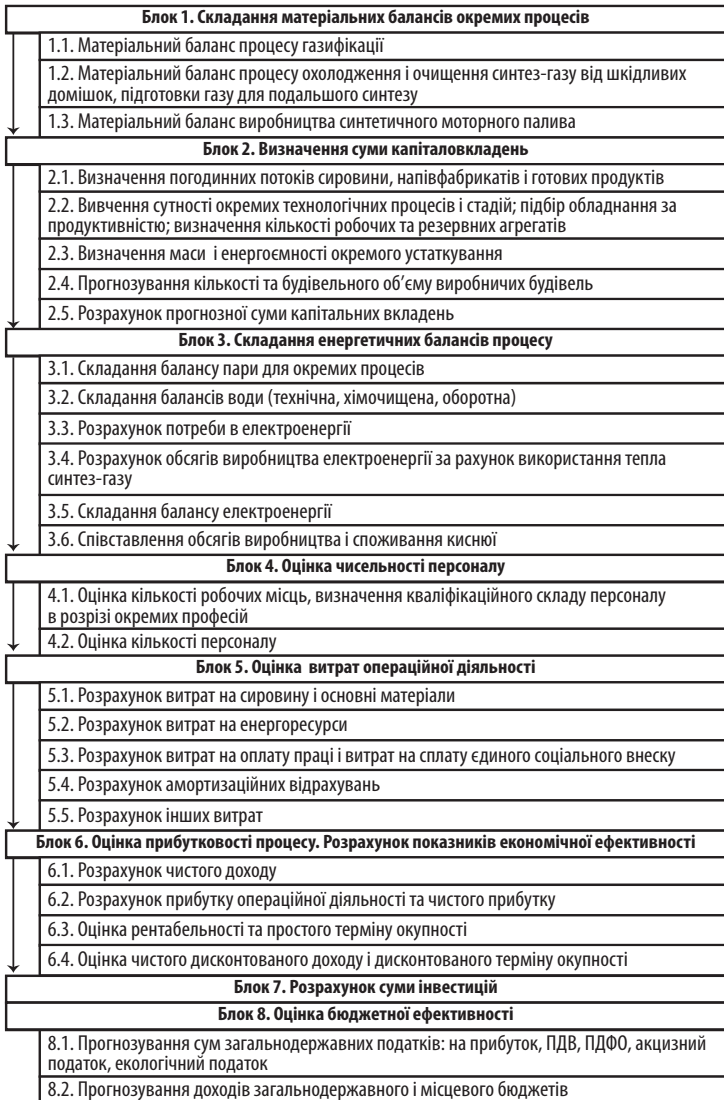 Блок 1. Складання матеріальних балансів окремих процесів
1.1. Матеріальний баланс процесу газифікації
1.2. Матеріальний баланс процесу охолодження і очищення синтез-газу від шкідливих
домішок, підготовки газу для подальшого синтезу
1.3. Матеріальний баланс виробництва синтетичного моторного палива
Блок 2. Визначення суми капіталовкладень
2.1. Визначення погодинних потоків сировини, напівфабрикатів і готових продуктів
2.2. Вивчення сутності окремих технологічних процесів і стадій; підбір обладнання за
продуктивністю; визначення кількості робочих та резервних агрегатів
2.3. Визначення маси і енергоємності окремого устаткування
2.4. Прогнозування кількості та будівельного об’єму виробничих будівель
2.5. Розрахунок прогнозної суми капітальних вкладень
Блок 3. Складання енергетичних балансів процесу
3.1. Складання балансу пари для окремих процесів
3.2. Складання балансів води (технічна, хімочищена, оборотна)
3.3. Розрахунок потреби в електроенергії
3.4. Розрахунок обсягів виробництва електроенергії за рахунок використання тепла
синтез-газу
3.5. Складання балансу електроенергії
3.6. Співставлення обсягів виробництва і споживання киснюї
Блок 4. Оцінка чисельності персоналу
4.1. Оцінка кількості робочих місць, визначення кваліфікаційного складу персоналу
в розрізі окремих професій
4.2. Оцінка кількості персоналу
Блок 5. Оцінка витрат операційної діяльності
5.1. Розрахунок витрат на сировину і основні матеріали
5.2. Розрахунок витрат на енергоресурси
5.3. Розрахунок витрат на оплату праці і витрат на сплату єдиного соціального внеску
5.4. Розрахунок амортизаційних відрахувань
5.5. Розрахунок інших витрат
Блок 6. Оцінка прибутковості процесу. Розрахунок показників економічної ефективності
6.1. Розрахунок чистого доходу
6.2. Розрахунок прибутку операційної діяльності та чистого прибутку
6.3. Оцінка рентабельності та простого терміну окупності
6.4. Оцінка чистого дисконтованого доходу і дисконтованого терміну окупності
Блок 7. Розрахунок суми інвестицій
Блок 8. Оцінка бюджетної ефективності
8.1. Прогнозування сум загальнодержавних податків: на прибуток, ПДВ, ПДФО, акцизний
податок, екологічний податок
8.2. Прогнозування доходів загальнодержавного і місцевого бюджетів